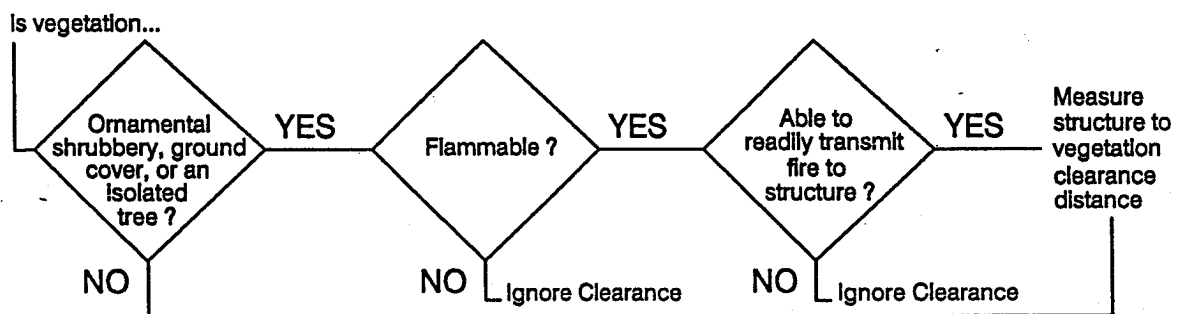 Is vegetation...
Ornamental
shrubbery, ground
cover, or an
isolated
tree ?
YES
NO
Flammable ?
YES
NO
Ignore Clearance
Able to
readily transmit
fire to
structure ?
YES
NO
Ignore Clearance
Measure
structure to
vegetation
clearance
distance